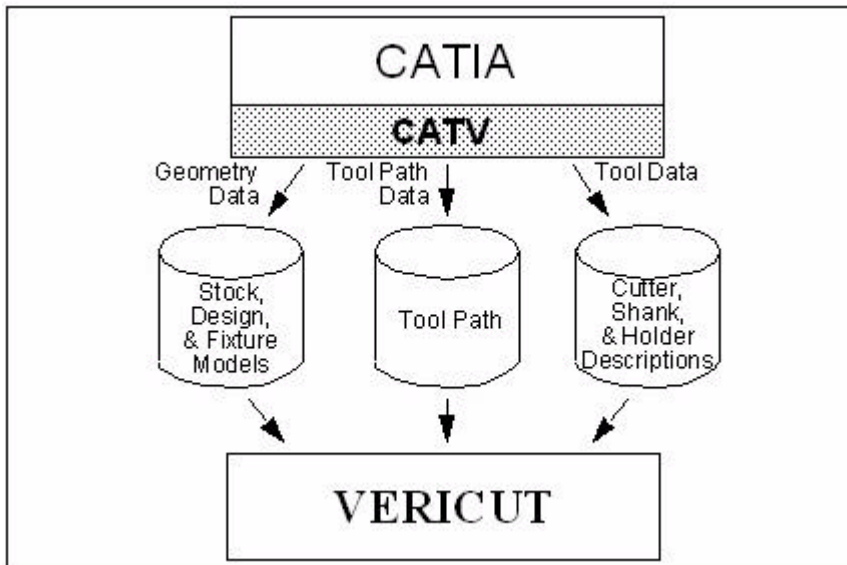 CATIA
CATV
Geometry
Data
Tool Path
Data
Tool Data
Stock,
Design,
& Fixture
Models
Tool Path
Cutter,
Shank,
& Holder
Descriptions
VERICUT